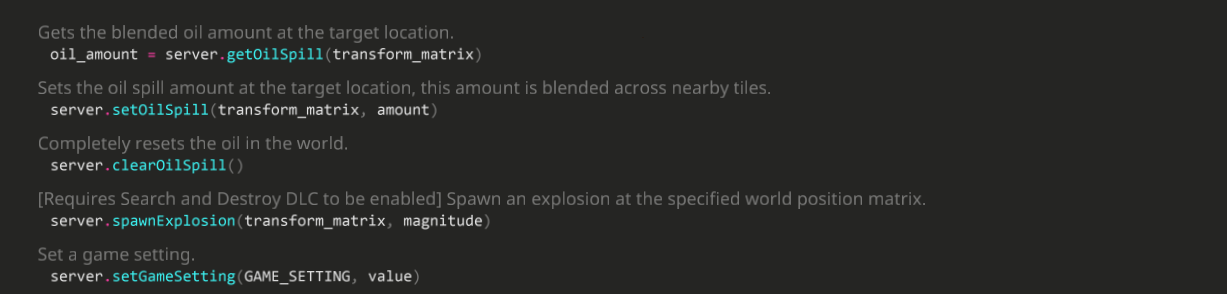 Gets the blended oil amount at the target location.
oil_amount = server.getOilSpill(transform_matrix)
Sets the oil spill amount at the target location, this amount is blended across nearby tiles.
server.setOilSpill(transform_matrix, amount)
Completely resets the oil in the world.
server.clearOilSpill()
[Requires Search and Destroy DLC to be enabled] Spawn an explosion at the specified world position matrix.
server.spawnExplosion(transform_matrix, magnitude)
Set a game setting.
server.setGameSetting(GAME_SETTING, value)